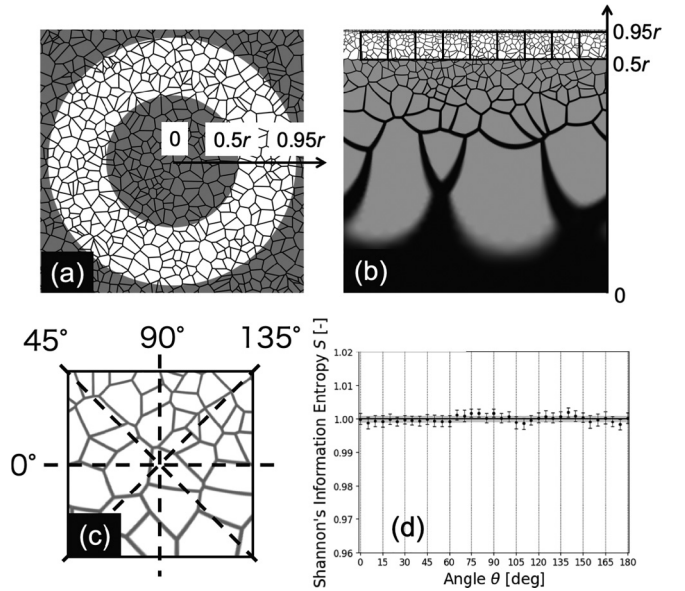 0 0.5r 0.95r
(a)
0.95r
0.5r
(b)
0
45° 90° 135°
0°
(c)
Shannon's Information Entropy S [-]
1.02
1.01
1.00
0.99
0.98
0.97
0.96
(d)
0 15 30 45 60 75 90 105 120 135 150 165 180
Angle θ [deg]